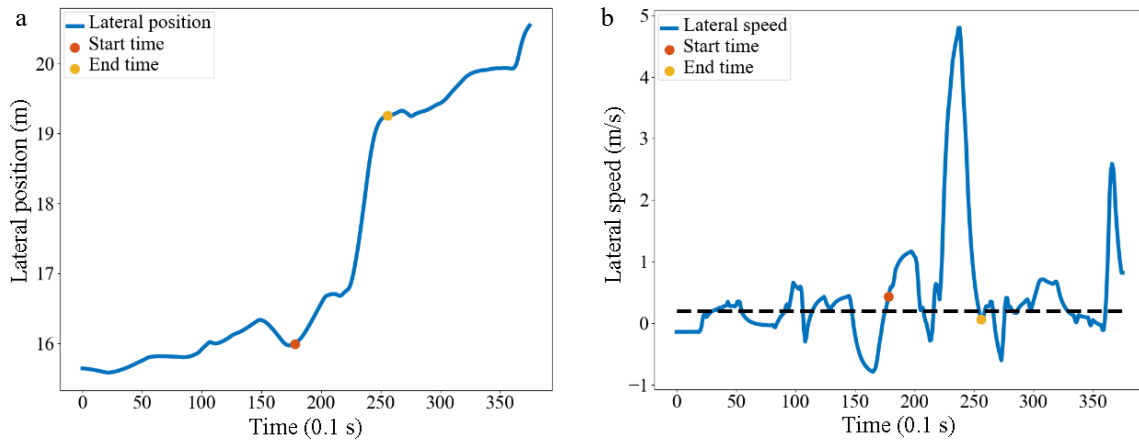 a
Lateral position
Start time
End time
20
19
18
17
16
Lateral position (m)
0 50 100 150 200 250 300 350
Time (0.1 s)
b
Lateral speed
Start time
End time
5
4
3
2
1
0
−1
Lateral speed (m/s)
0 50 100 150 200 250 300 350
Time (0.1 s)